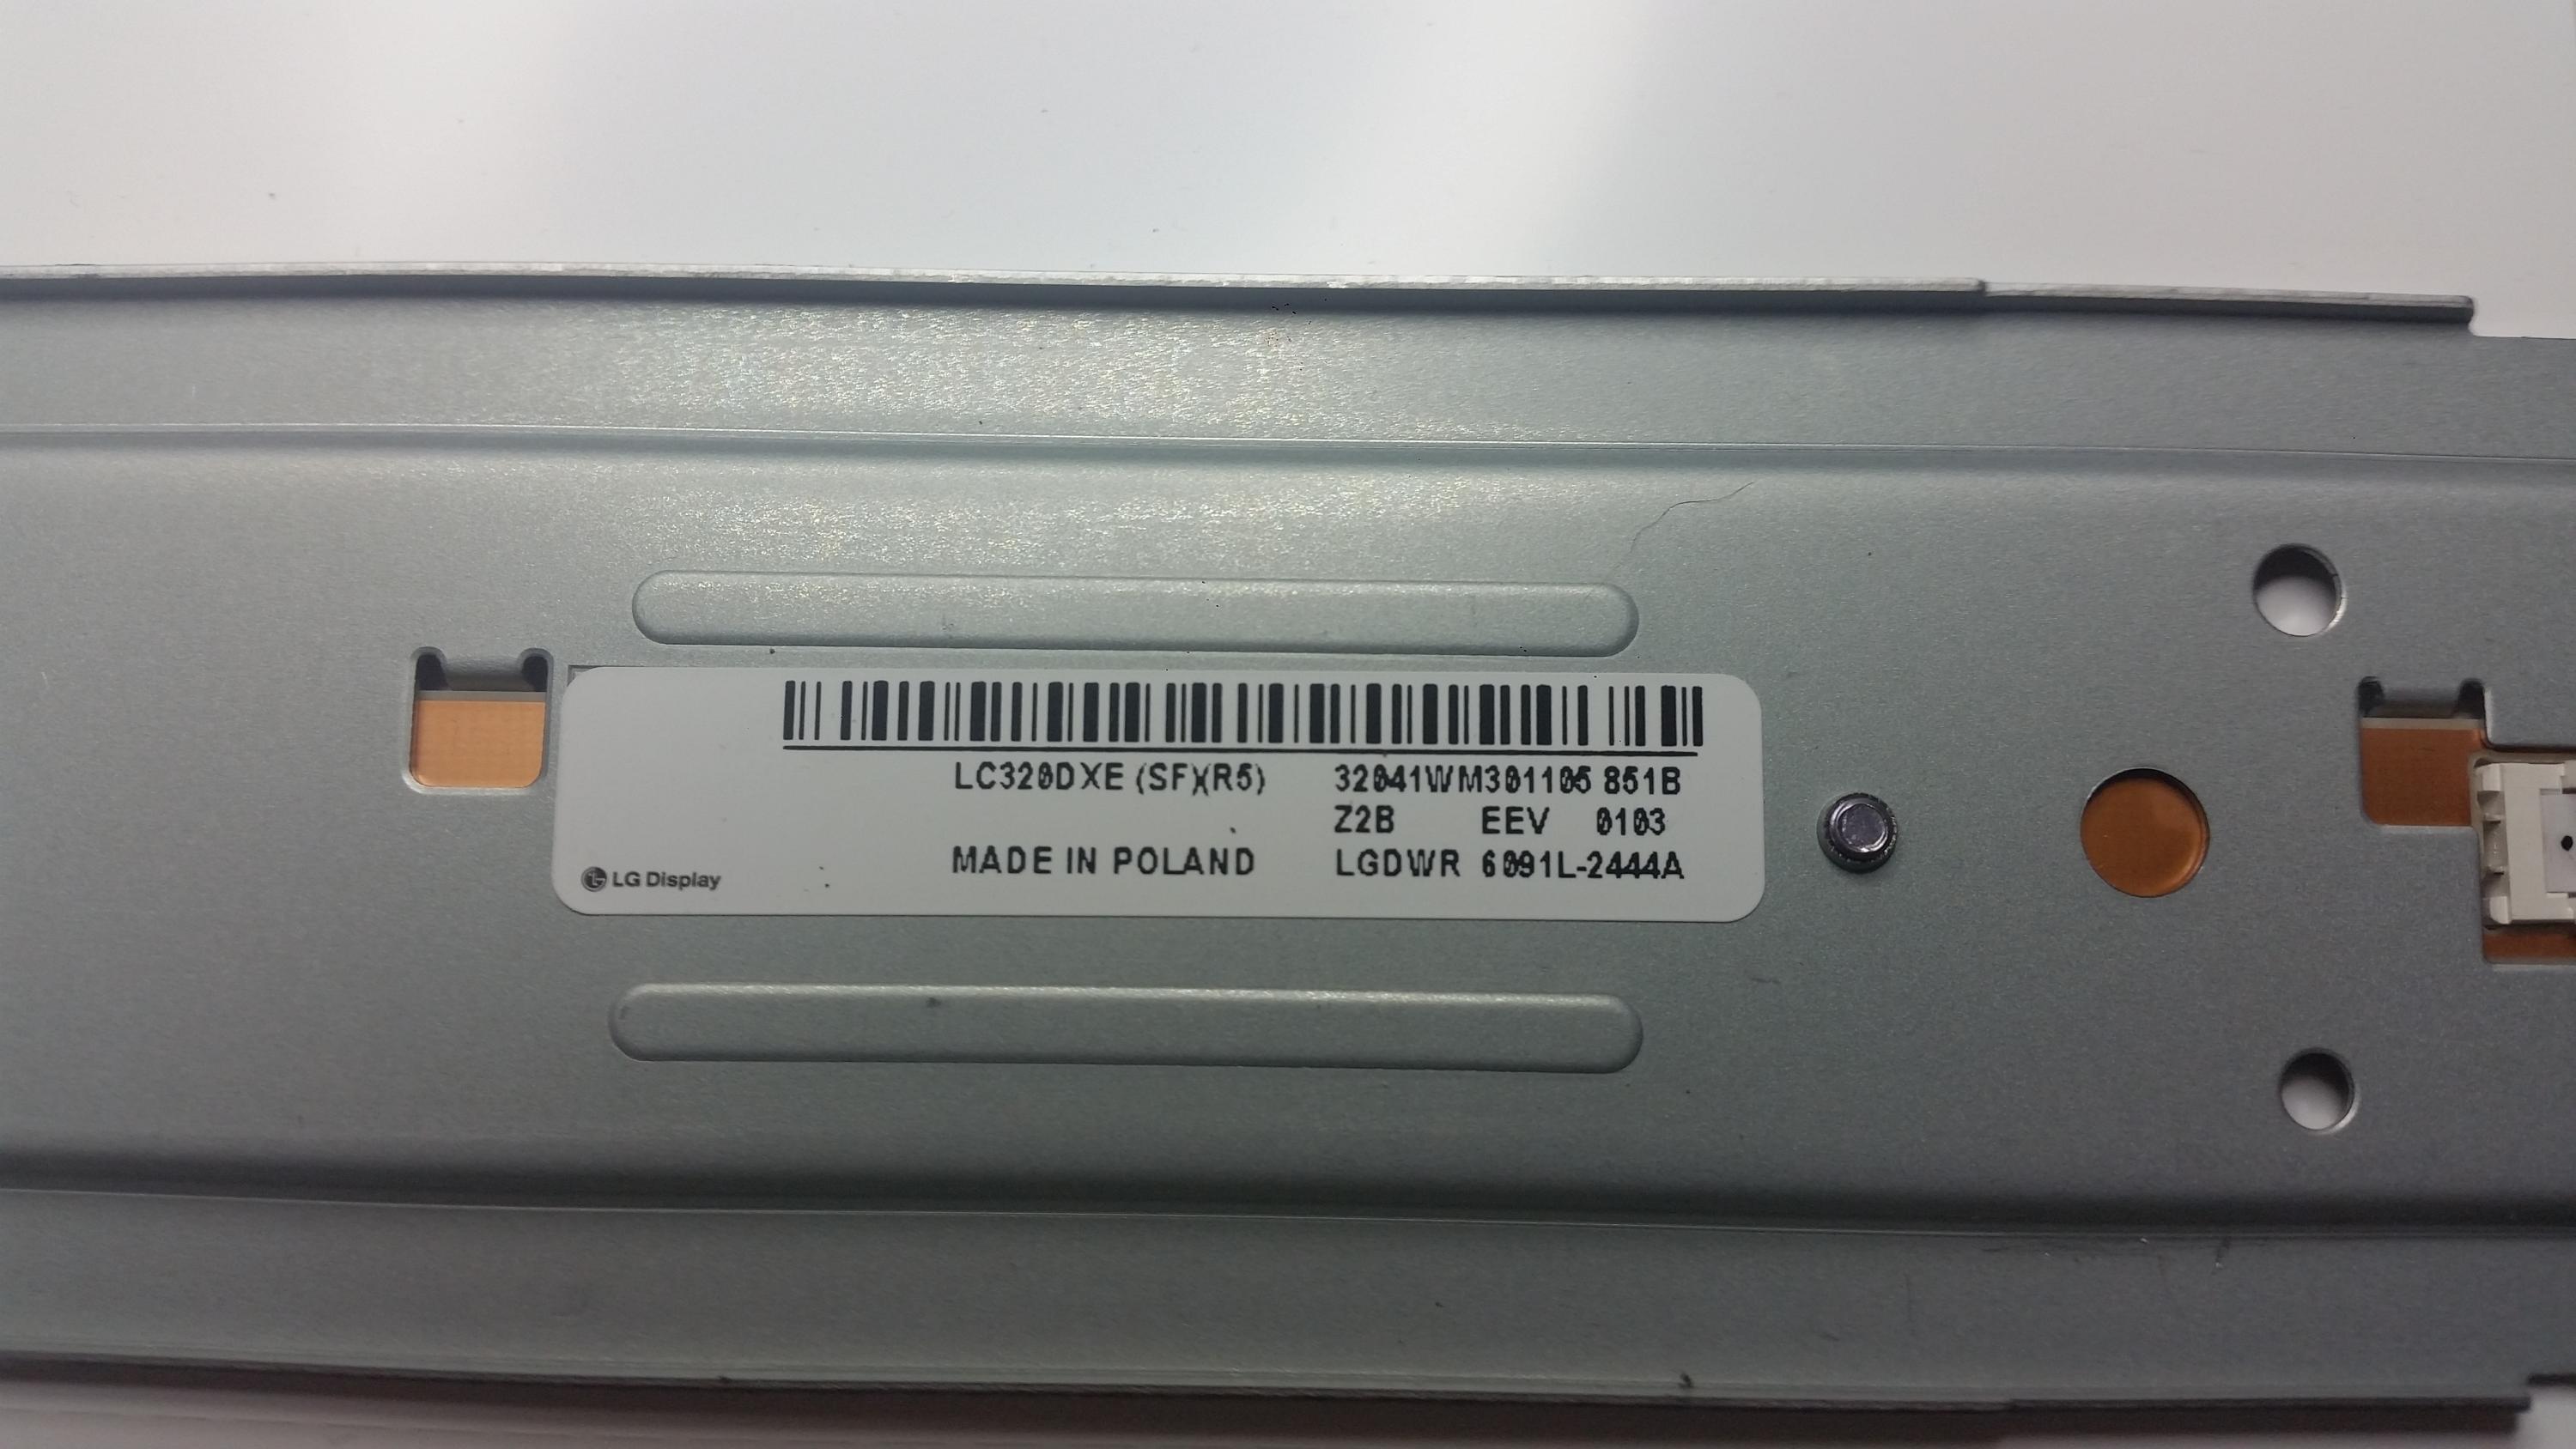 LC320DXE (SF)(R5) 32041WM301105 851B
Z2B EEV 0103
MADE IN POLAND LGDWR 6091L-2444A
LG Display